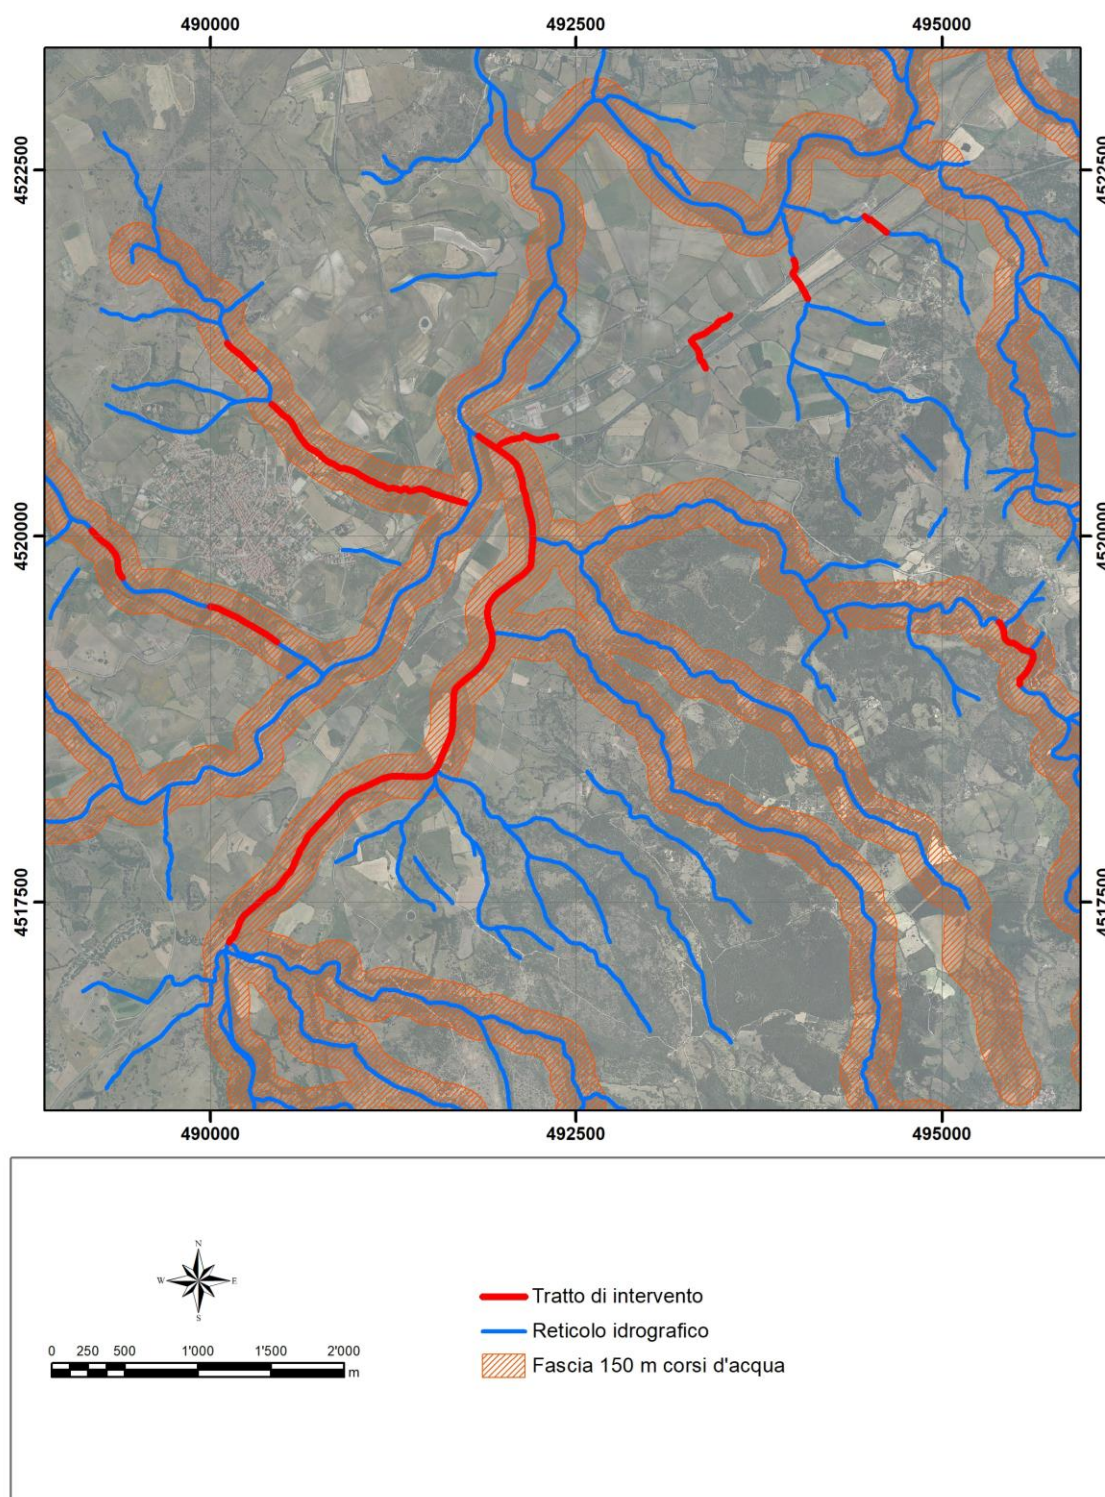 490000 492500 495000
4522500 4522500
4520000 4520000
4517500 4517500
490000 492500 495000
N
W E
S
Tratto di intervento
Reticolo idrografico
0 250 500 1'000 1'500 2'000
m
Fascia 150 m corsi d'acqua